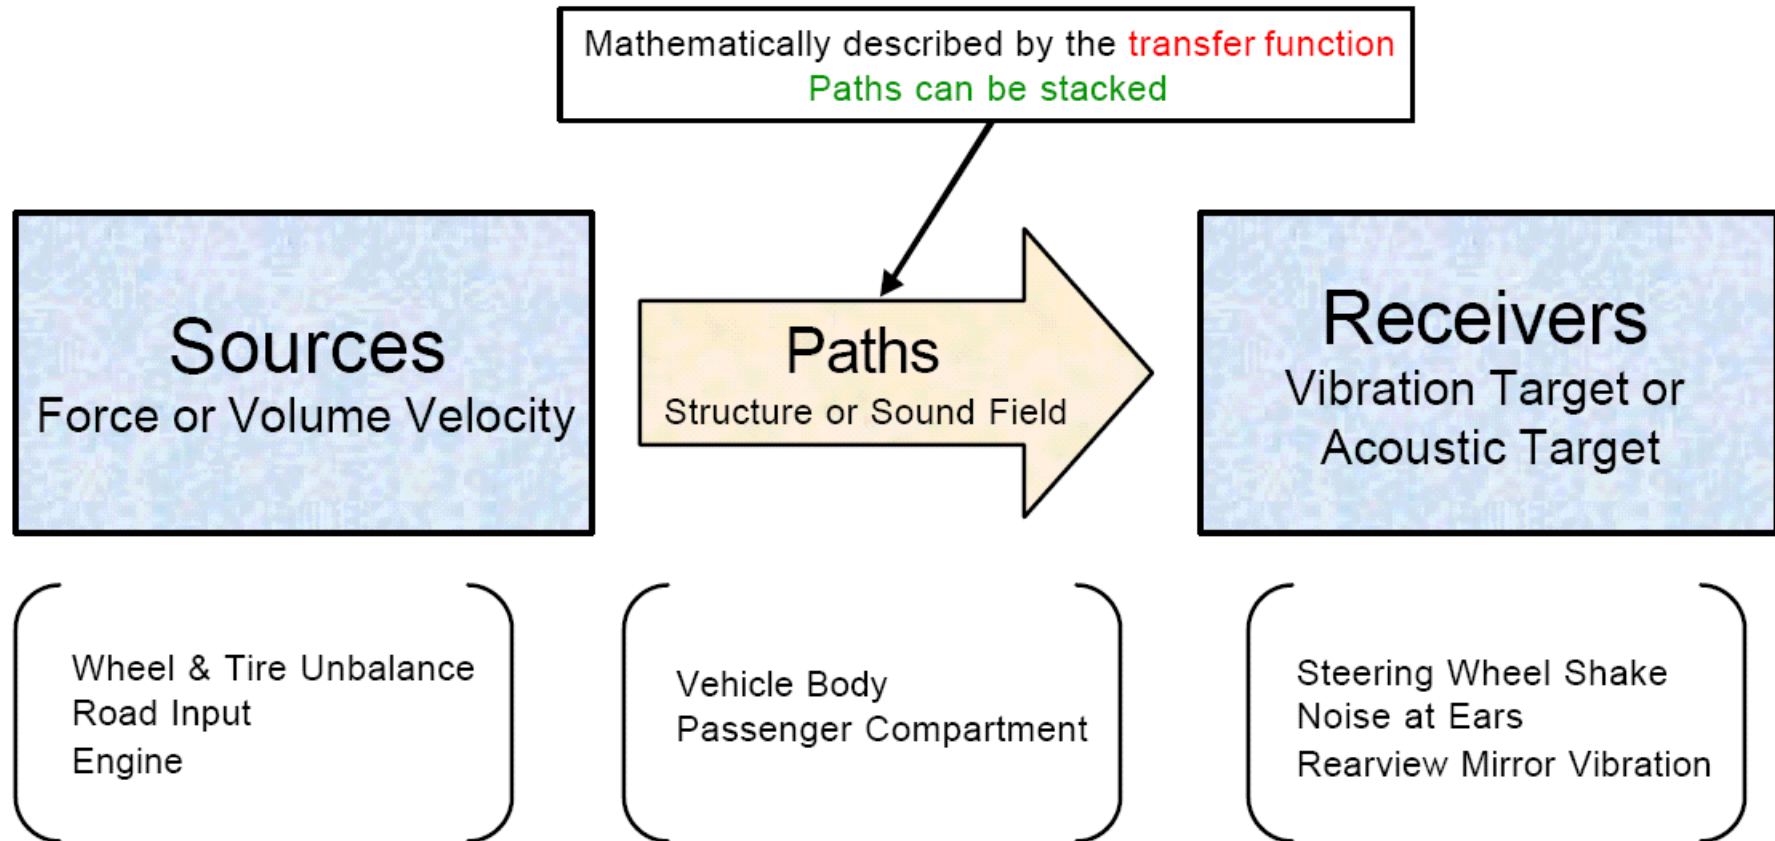 Mathematically described by the transfer function
Paths can be stacked
Sources
Force or Volume Velocity
Paths
Structure or Sound Field
Receivers
Vibration Target or
Acoustic Target
Wheel & Tire Unbalance
Road Input
Engine
Vehicle Body
Passenger Compartment
Steering Wheel Shake
Noise at Ears
Rearview Mirror Vibration